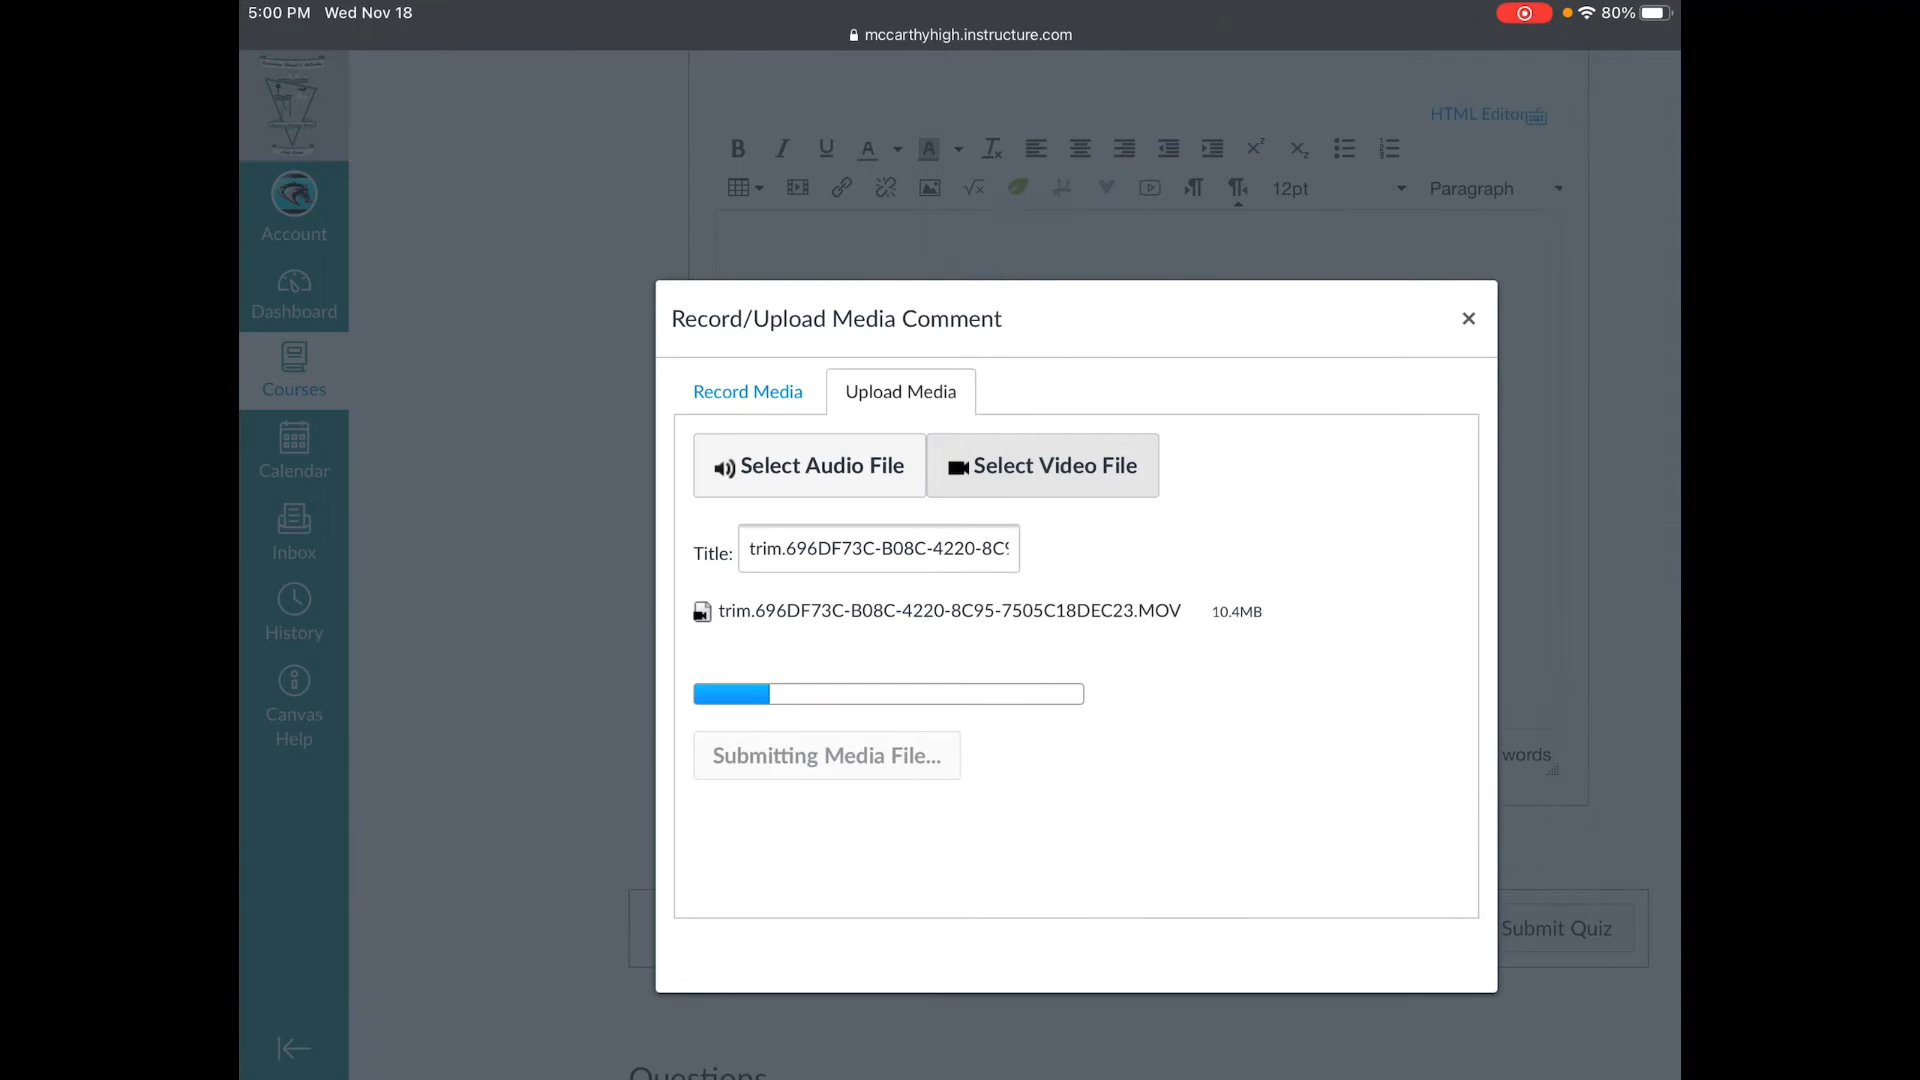 5:00 PM Wed Nov 18
80%
mccarthyhigh.instructure.com
HTML Editor
12pt
Paragraph
Account
Dashboard
Courses
Calendar
Inbox
History
Canvas
Help
Record/Upload Media Comment
Record Media
Upload Media
Select Audio File
Select Video File
Title: trim.696DF73C-B08C-4220-8C9
trim.696DF73C-B08C-4220-8C95-7505C18DEC23.MOV 10.4MB
Submitting Media File...
words
Submit Quiz
Questions